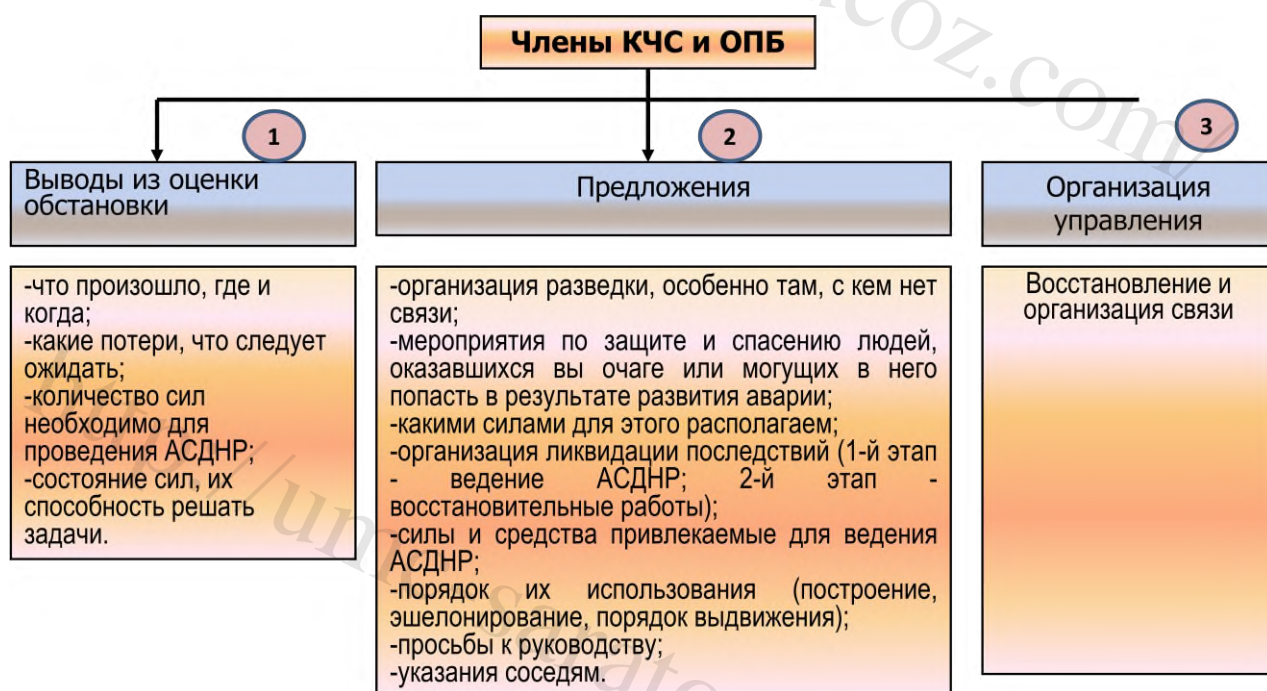 Члены КЧС и ОПБ
1
2
3
Выводы из оценки
обстановки
Предложения
Организация
управления
-что произошло, где и
когда;
-какие потери, что следует
ожидать;
-количество сил
необходимо для
проведения АСДНР;
-состояние сил, их
способность решать
задачи.
-организация разведки, особенно там, с кем нет
связи;
-мероприятия по защите и спасению людей,
оказавшихся вы очаге или могущих в него
попасть в результате развития аварии;
-какими силами для этого располагаем;
-организация ликвидации последствий (1-й этап
- ведение АСДНР; 2-й этап -
восстановительные работы);
-силы и средства привлекаемые для ведения
АСДНР;
-порядок их использования (построение,
эшелонирование, порядок выдвижения);
-просьбы к руководству;
-указания соседям.
Восстановление и
организация связи